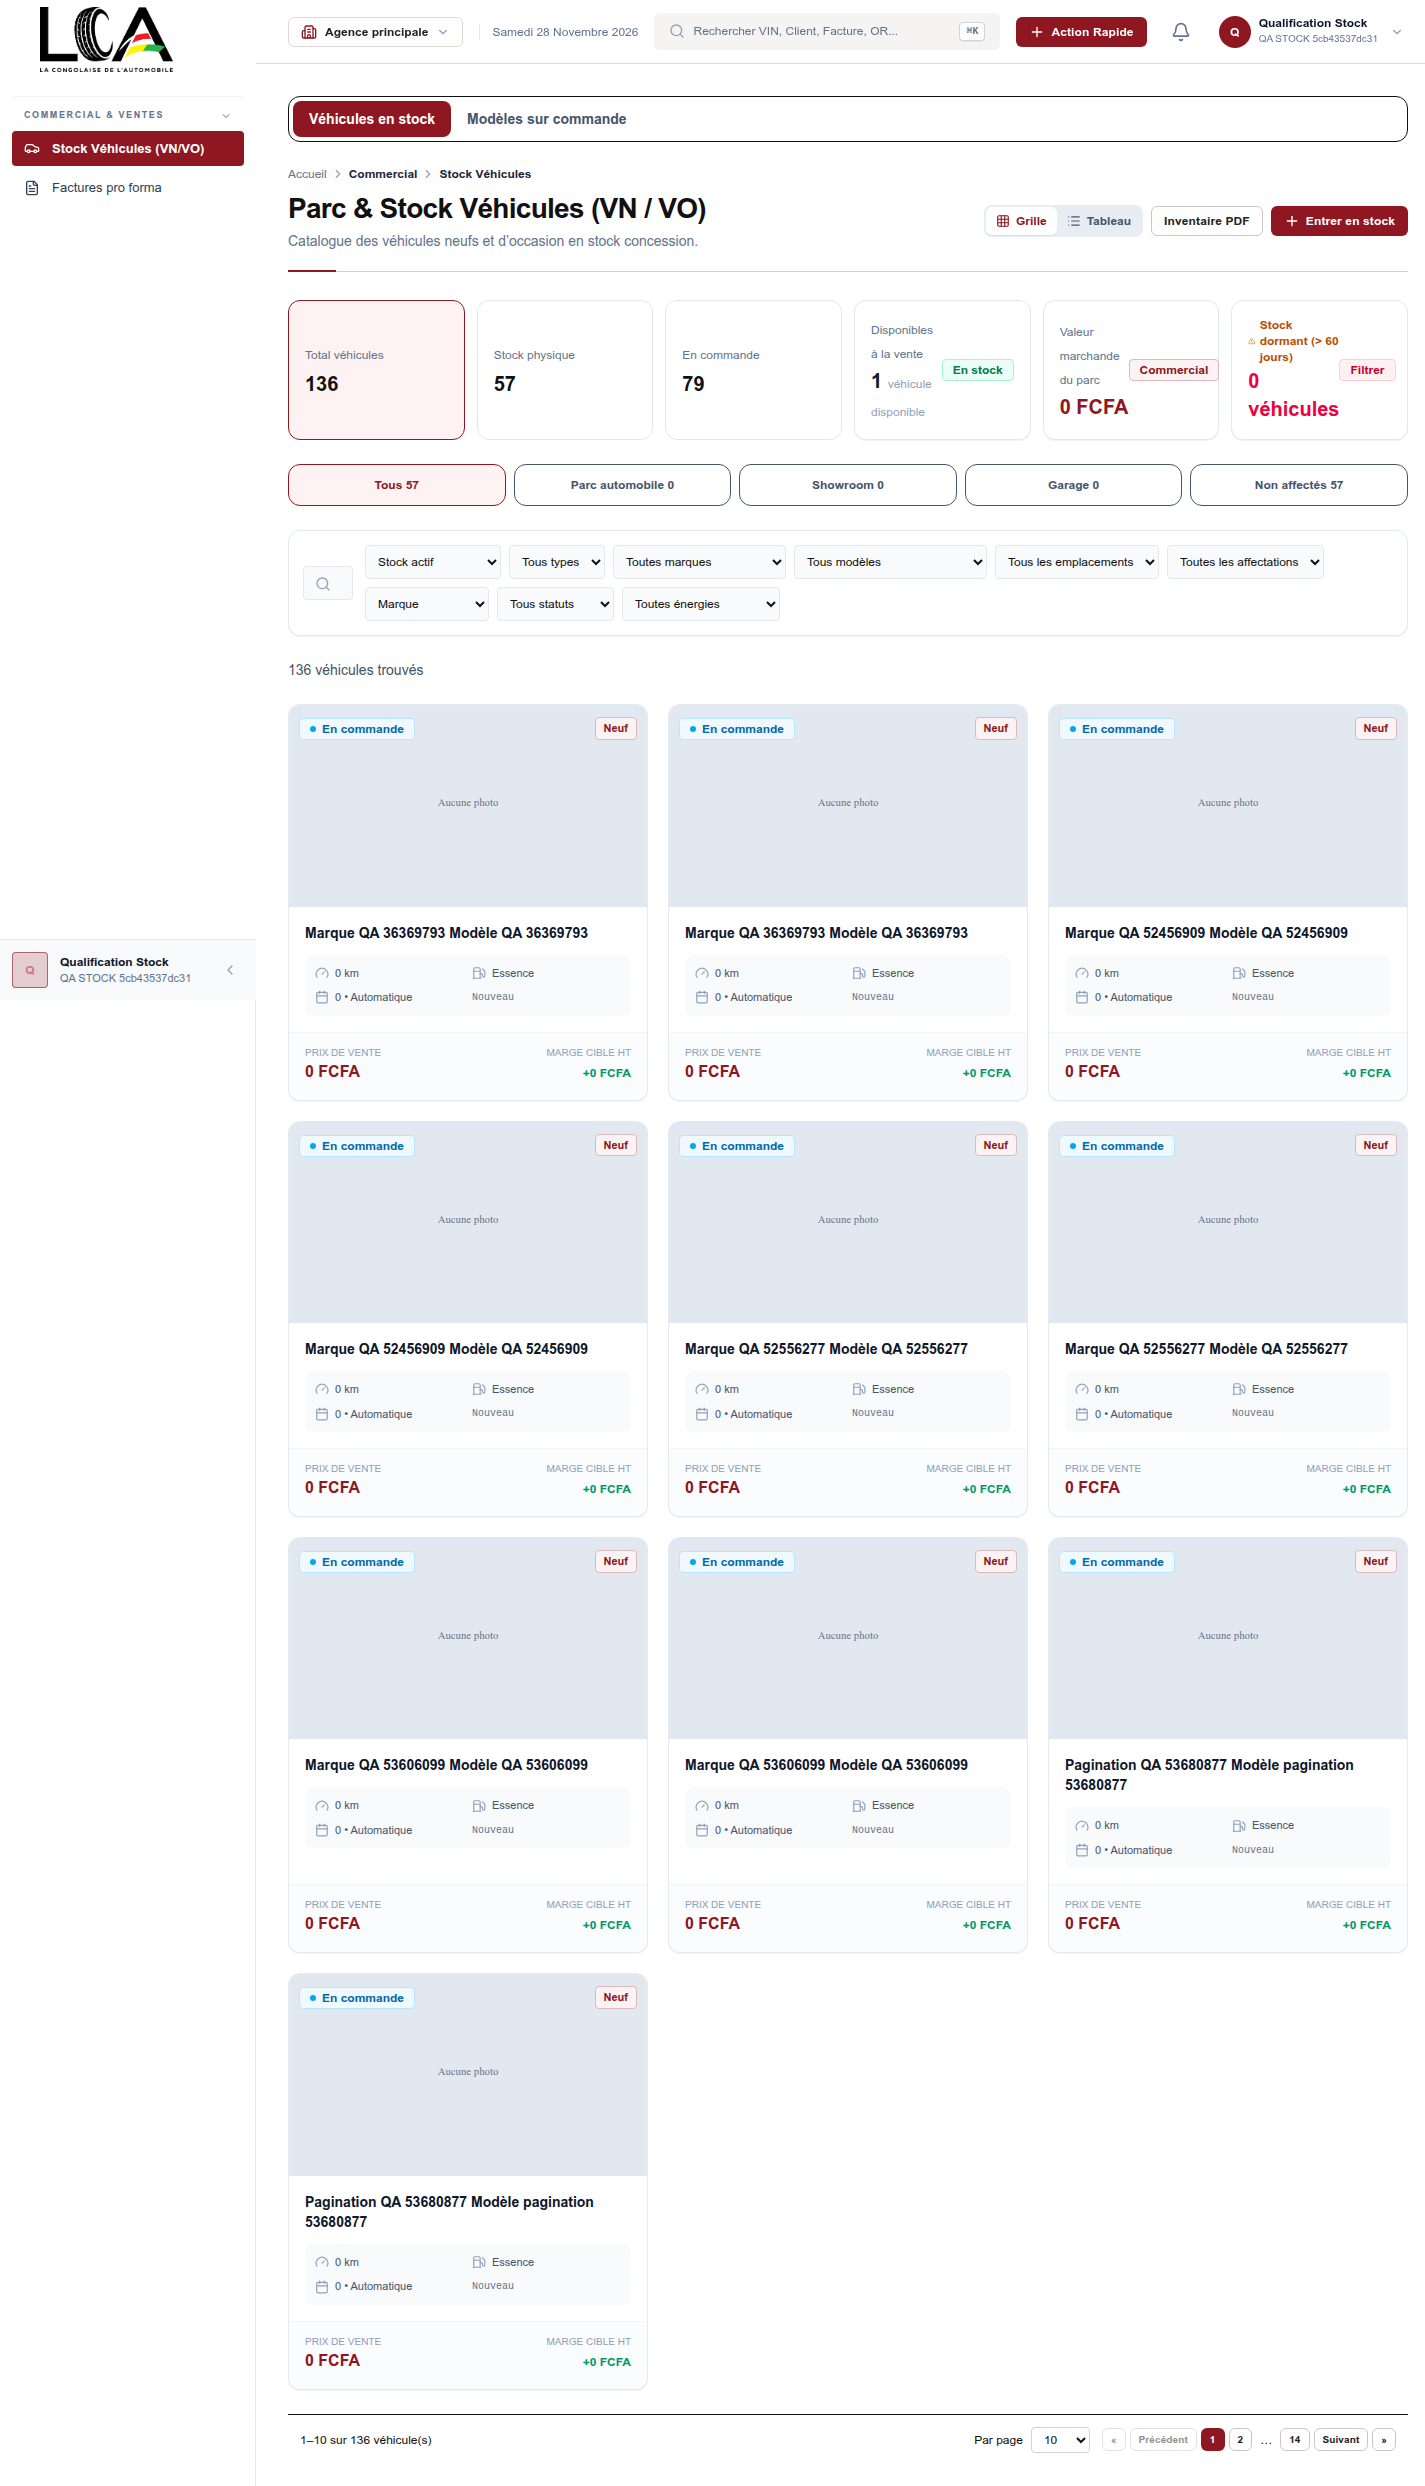 LCA
LA CONGOLAISE DE L'AUTOMOBILE
COMMERCIAL & VENTES
Stock Véhicules (VN/VO)
Factures pro forma
Qualification Stock
QA STOCK 5cb43537dc31
Agence principale
Samedi 28 Novembre 2026
Rechercher VIN, Client, Facture, OR...
⌘K
Action Rapide
Q
Qualification Stock
QA STOCK 5cb43537dc31
Véhicules en stock
Modèles sur commande
Accueil > Commercial > Stock Véhicules
Parc & Stock Véhicules (VN / VO)
Catalogue des véhicules neufs et d’occasion en stock concession.
Grille
Tableau
Inventaire PDF
Entrer en stock
Total véhicules
136
Stock physique
57
En commande
79
Disponibles
à la vente
1 véhicule
disponible
En stock
Valeur
marchande
du parc
0 FCFA
Commercial
Stock
dormant (> 60
jours)
0
véhicules
Filtrer
Tous 57
Parc automobile 0
Showroom 0
Garage 0
Non affectés 57
Stock actif
Tous types
Toutes marques
Tous modèles
Tous les emplacements
Toutes les affectations
Marque
Tous statuts
Toutes énergies
136 véhicules trouvés
En commande
Neuf
Aucune photo
Marque QA 36369793 Modèle QA 36369793
0 km
Essence
0 • Automatique
Nouveau
PRIX DE VENTE
MARGE CIBLE HT
0 FCFA
+0 FCFA
En commande
Neuf
Aucune photo
Marque QA 36369793 Modèle QA 36369793
0 km
Essence
0 • Automatique
Nouveau
PRIX DE VENTE
MARGE CIBLE HT
0 FCFA
+0 FCFA
En commande
Neuf
Aucune photo
Marque QA 52456909 Modèle QA 52456909
0 km
Essence
0 • Automatique
Nouveau
PRIX DE VENTE
MARGE CIBLE HT
0 FCFA
+0 FCFA
En commande
Neuf
Aucune photo
Marque QA 52456909 Modèle QA 52456909
0 km
Essence
0 • Automatique
Nouveau
PRIX DE VENTE
MARGE CIBLE HT
0 FCFA
+0 FCFA
En commande
Neuf
Aucune photo
Marque QA 52556277 Modèle QA 52556277
0 km
Essence
0 • Automatique
Nouveau
PRIX DE VENTE
MARGE CIBLE HT
0 FCFA
+0 FCFA
En commande
Neuf
Aucune photo
Marque QA 52556277 Modèle QA 52556277
0 km
Essence
0 • Automatique
Nouveau
PRIX DE VENTE
MARGE CIBLE HT
0 FCFA
+0 FCFA
En commande
Neuf
Aucune photo
Marque QA 53606099 Modèle QA 53606099
0 km
Essence
0 • Automatique
Nouveau
PRIX DE VENTE
MARGE CIBLE HT
0 FCFA
+0 FCFA
En commande
Neuf
Aucune photo
Marque QA 53606099 Modèle QA 53606099
0 km
Essence
0 • Automatique
Nouveau
PRIX DE VENTE
MARGE CIBLE HT
0 FCFA
+0 FCFA
En commande
Neuf
Aucune photo
Pagination QA 53680877 Modèle pagination
53680877
0 km
Essence
0 • Automatique
Nouveau
PRIX DE VENTE
MARGE CIBLE HT
0 FCFA
+0 FCFA
En commande
Neuf
Aucune photo
Pagination QA 53680877 Modèle pagination
53680877
0 km
Essence
0 • Automatique
Nouveau
PRIX DE VENTE
MARGE CIBLE HT
0 FCFA
+0 FCFA
1–10 sur 136 véhicule(s)
Par page 10 « Précédent 1 2 … 14 Suivant »
Q